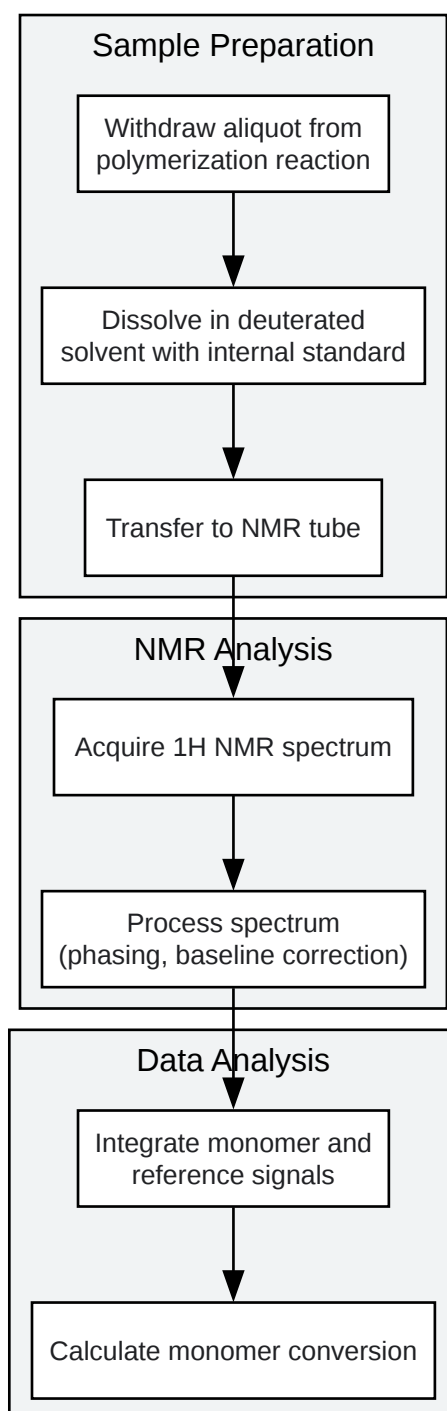 Sample Preparation
Withdraw aliquot from
polymerization reaction
Dissolve in deuterated
solvent with internal standard
Transfer to NMR tube
NMR Analysis
Acquire 1H NMR spectrum
Process spectrum
(phasing, baseline correction)
Data Analysis
Integrate monomer and
reference signals
Calculate monomer conversion